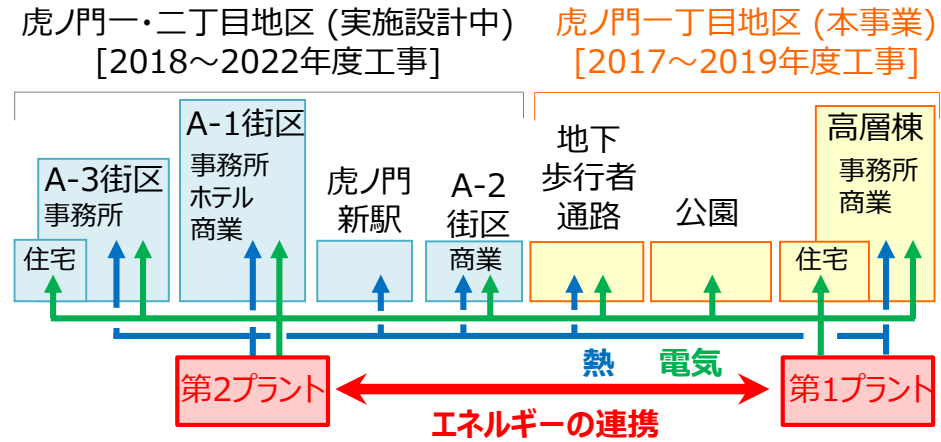 虎ノ門一・二丁目地区 (実施設計中)
[2018～2022年度工事]
虎ノ門一丁目地区 (本事業)
[2017～2019年度工事]
A-3街区
事務所
住宅
A-1街区
事務所
ホテル
商業
虎ノ門
新駅
A-2
街区
商業
地下
歩行者
通路
公園
住宅
高層棟
事務所
商業
熱
電気
第2プラント
第1プラント
エネルギーの連携